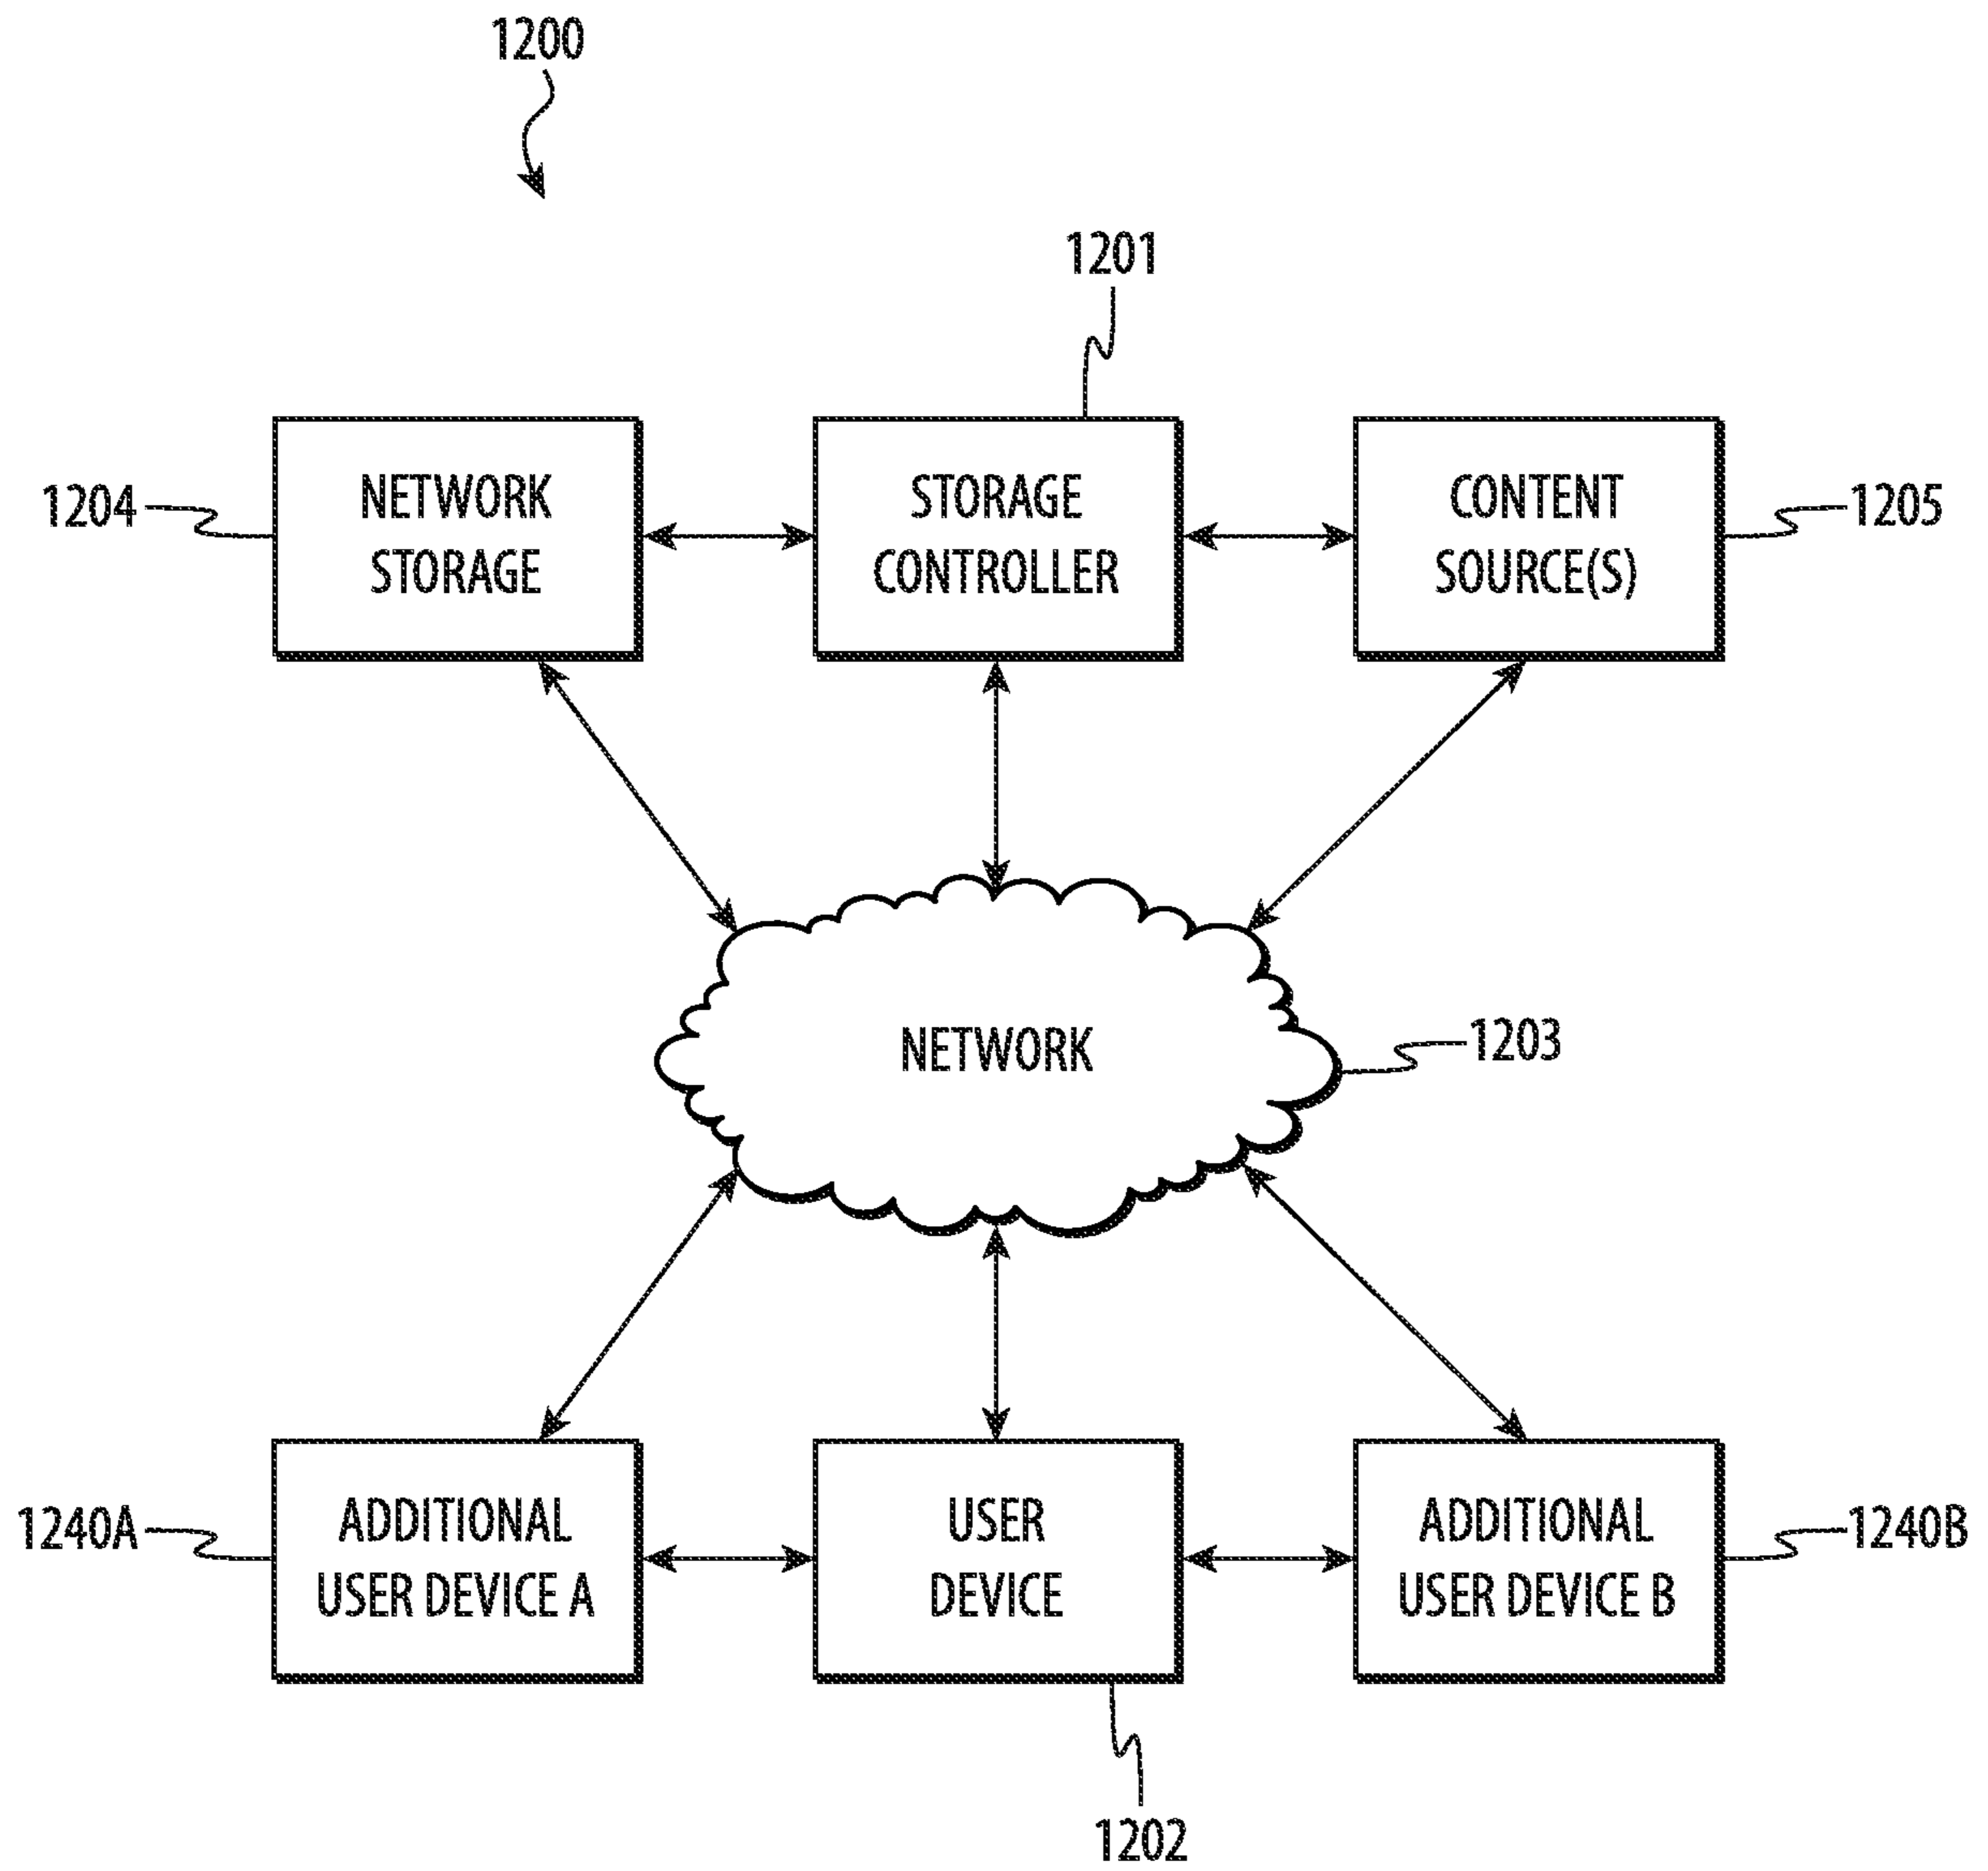 1200
1201
1204
NETWORK
STORAGE
STORAGE
CONTROLLER
CONTENT
SOURCE(S)
1205
NETWORK
1203
1240A
ADDITIONAL
USER DEVICE A
USER
DEVICE
ADDITIONAL
USER DEVICE B
1240B
1202